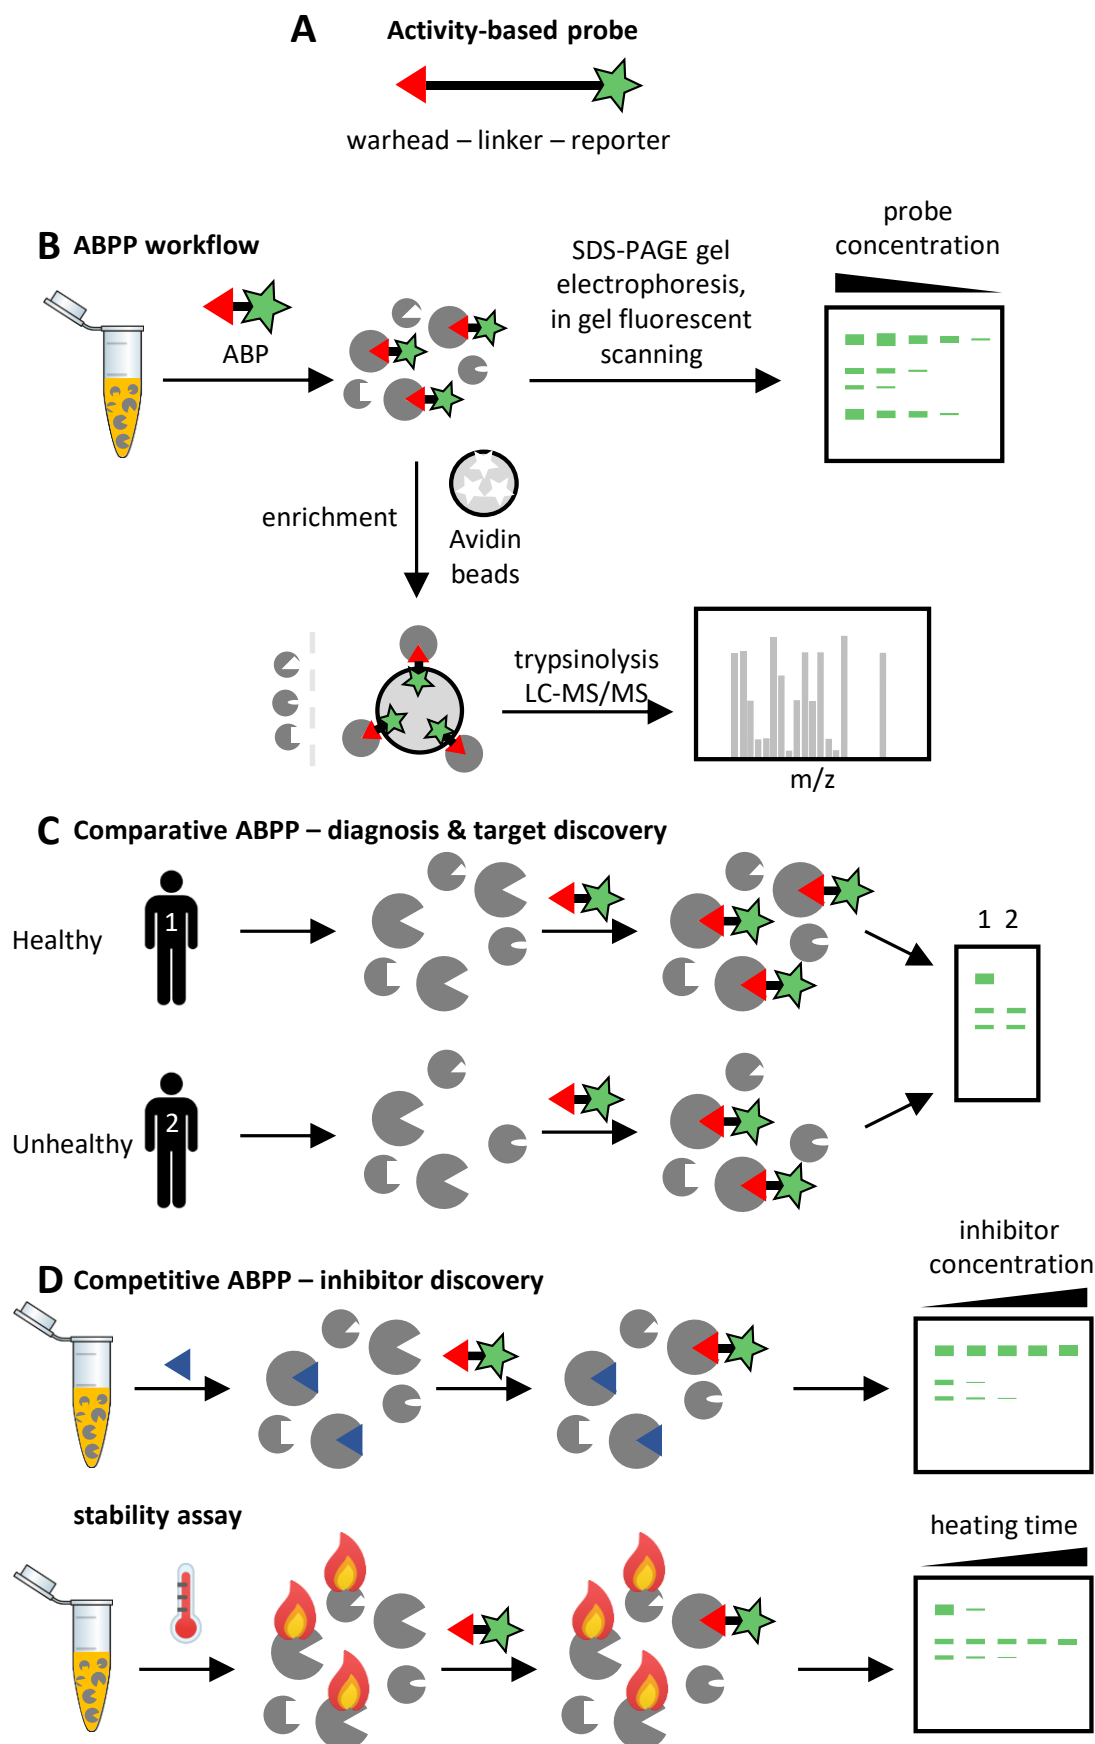 A Activity-based probe
warhead – linker – reporter
B ABPP workflow
ABP
SDS-PAGE gel
electrophoresis,
in gel fluorescent
scanning
probe
concentration
enrichment
Avidin
beads
trypsinolysis
LC-MS/MS
m/z
C Comparative ABPP – diagnosis & target discovery
Healthy
1
1 2
Unhealthy
2
D Competitive ABPP – inhibitor discovery
inhibitor
concentration
stability assay
heating time